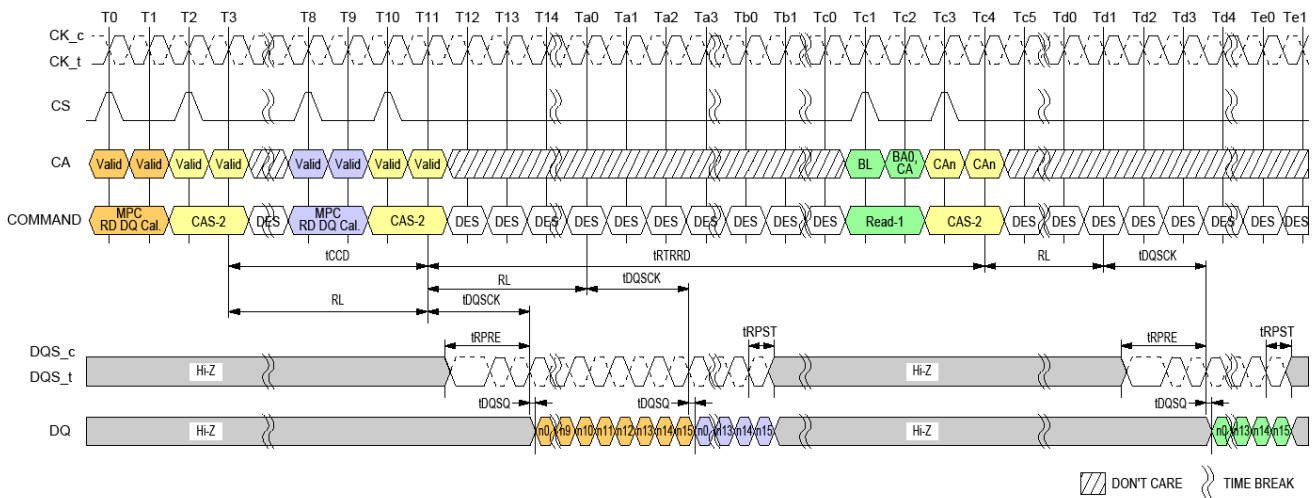 T0 T1 T2 T3 T8 T9 T10 T11 T12 T13 T14 Ta0 Ta1 Ta2 Ta3 Tb0 Tb1 Tc0 Tc1 Tc2 Tc3 Tc4 Tc5 Td0 Td1 Td2 Td3 Td4 Te0 Te1
CK_c
CK_t
CS
CA Valid Valid Valid Valid Valid Valid Valid Valid BL BA0, CA CAn CAn
COMMAND MPC RD DQ Cal. CAS-2 DES MPC RD DQ Cal. CAS-2 DES DES DES DES DES DES DES DES DES DES Read-1 CAS-2 DES DES DES DES DES DES DES DES
tCCD tRTRRD RL tDQSCK
RL tDQSCK
RL tDQSCK
tRPRE tRPST tRPRE tRPST
DQS_c
DQS_t
Hi-Z Hi-Z
tDQSQ tDQSQ tDQSQ
DQ Hi-Z n0 n9 n10 n11 n12 n13 n14 n15 n0 n13 n14 n15 Hi-Z n0 n13 n14 n15
DON'T CARE TIME BREAK